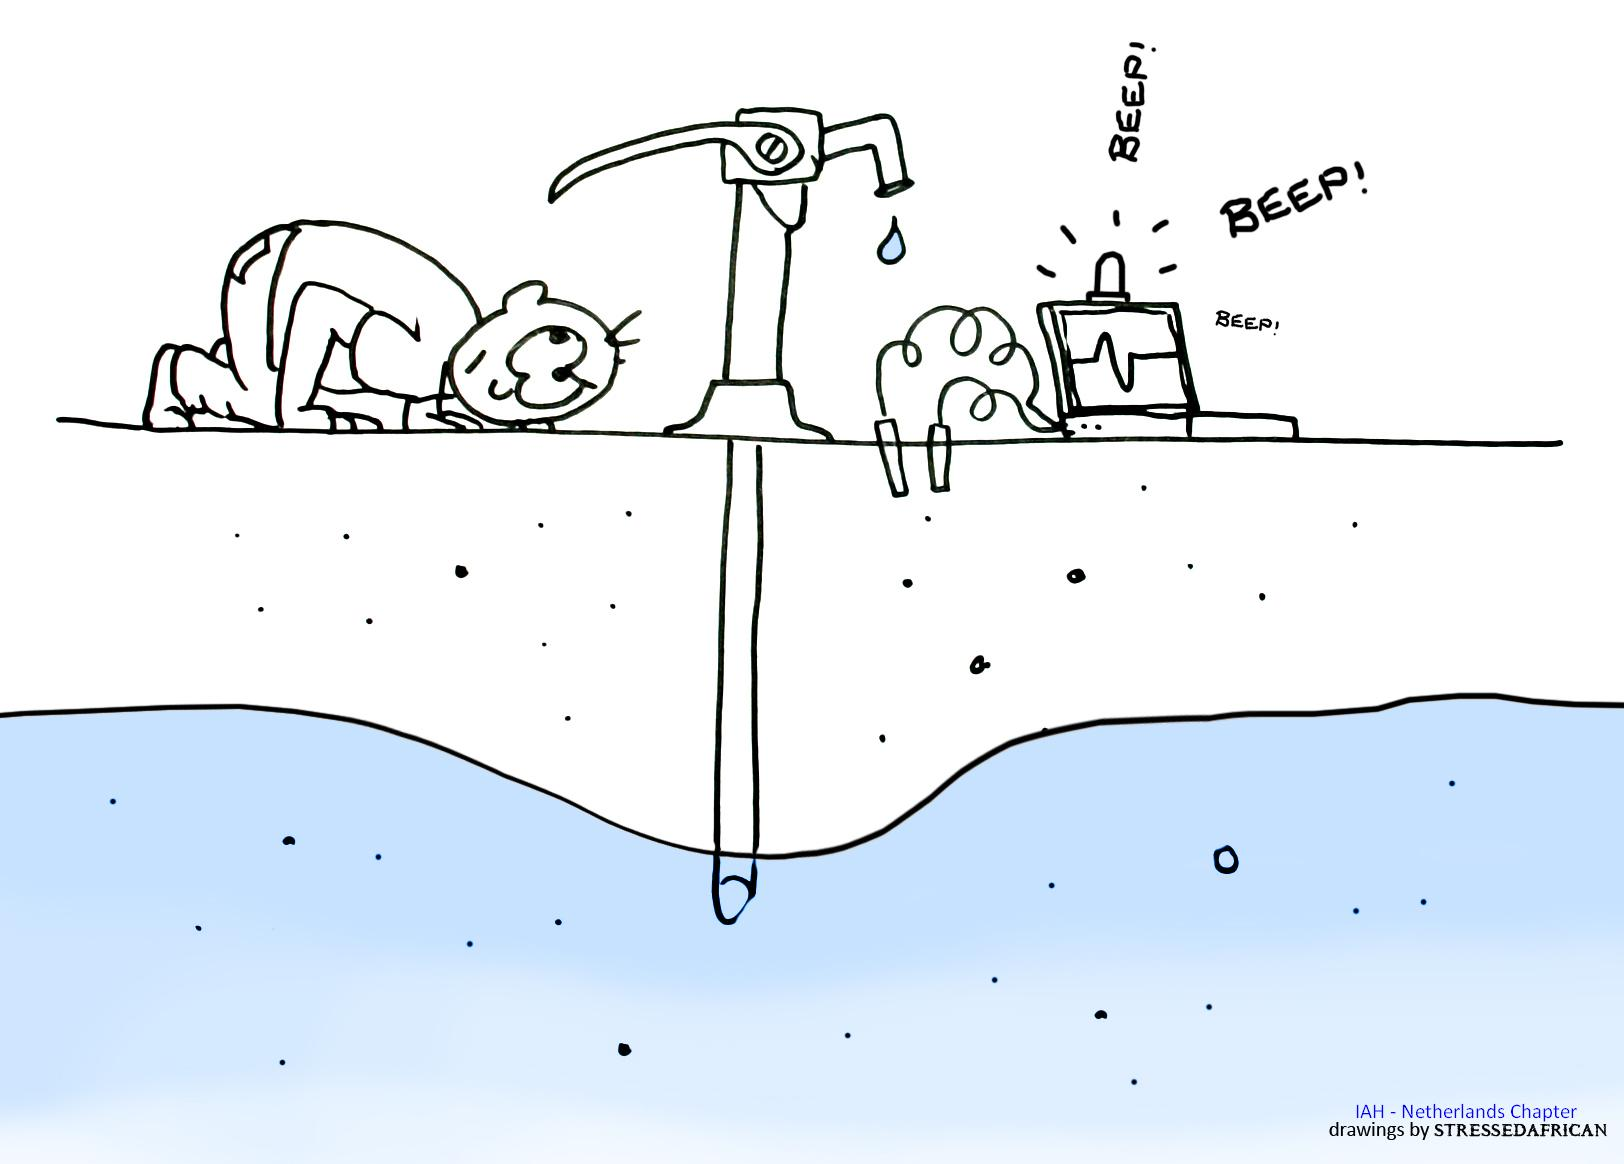 BEEP!
BEEP!
BEEP!
IAH - Netherlands Chapter
drawings by STRESSEDAFRICAN